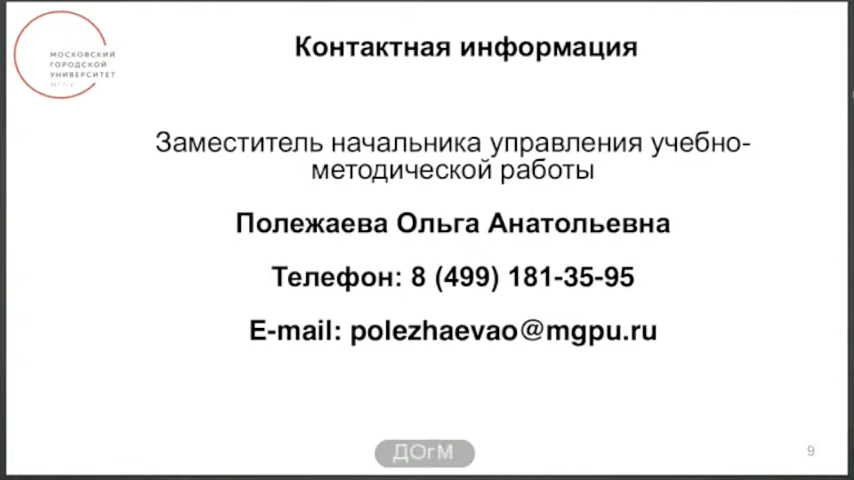 МОСКОВСКИЙ
ГОРОДСКОЙ
УНИВЕРСИТЕТ
МГПУ
Контактная информация
Заместитель начальника управления учебно-
методической работы
Полежаева Ольга Анатольевна
Телефон: 8 (499) 181-35-95
E-mail: polezhaevao@mgpu.ru
ДОгМ
9